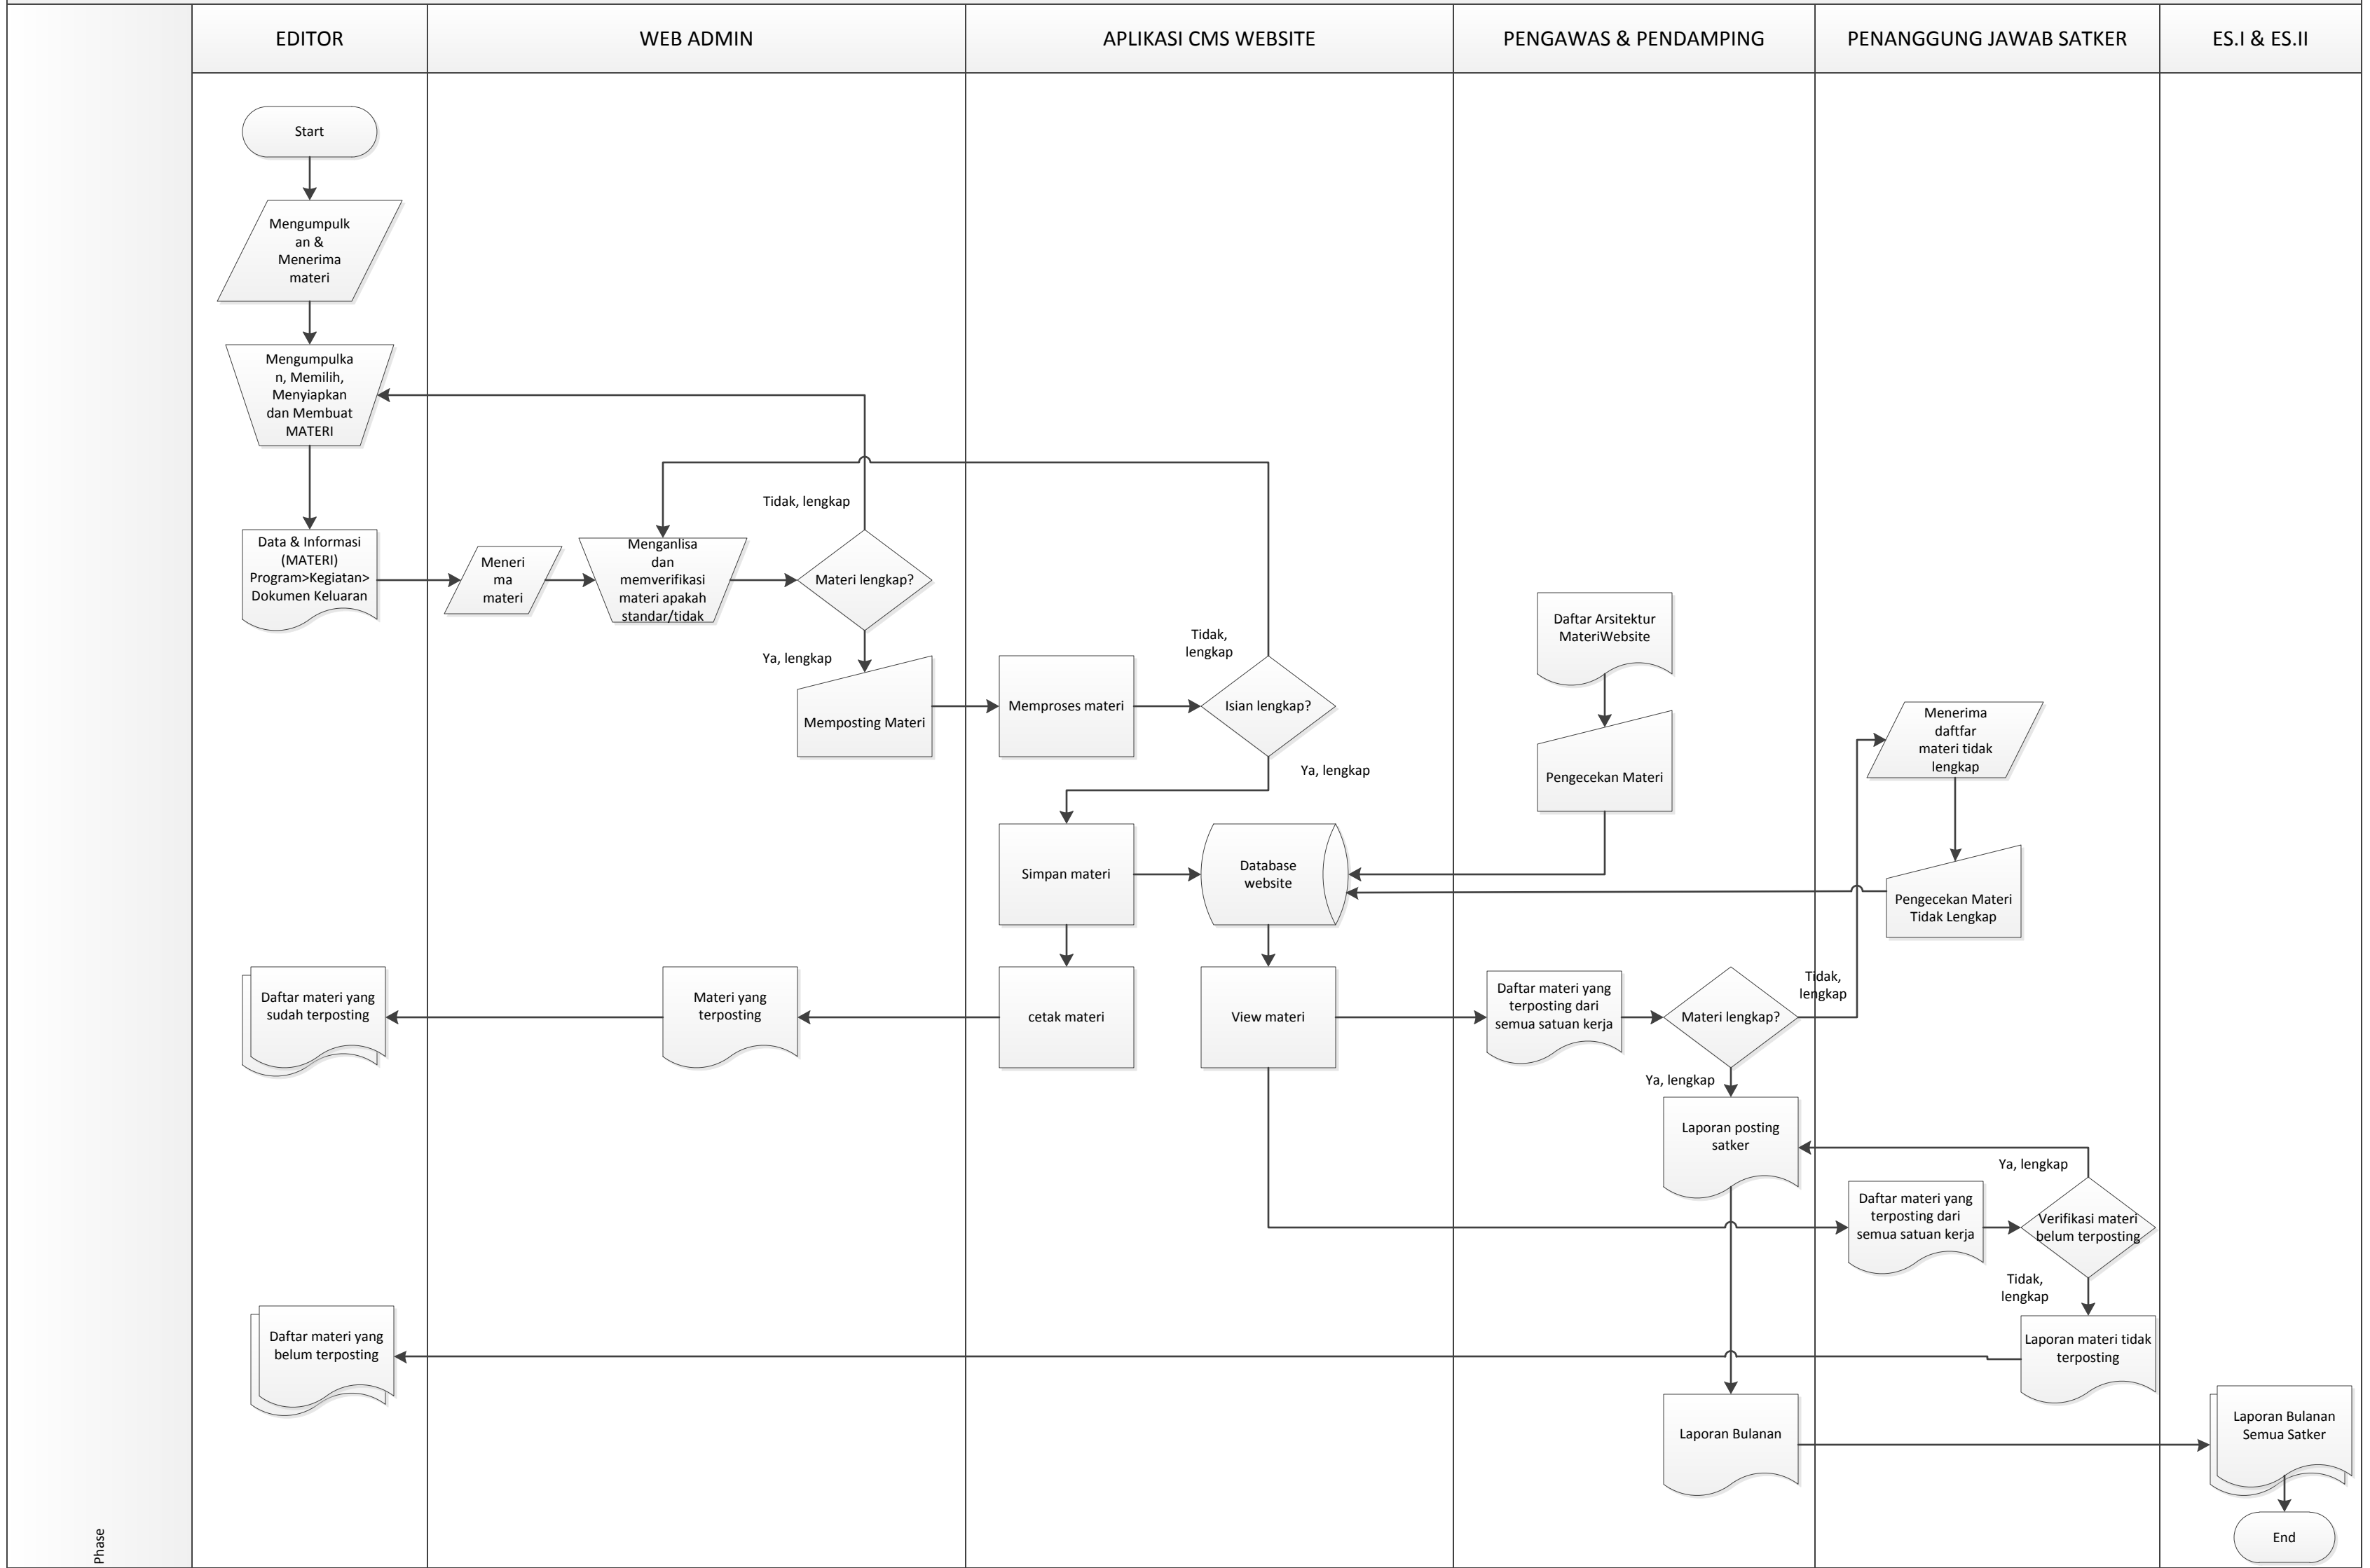 EDITOR
WEB ADMIN
APLIKASI CMS WEBSITE
PENGAWAS & PENDAMPING
PENANGGUNG JAWAB SATKER
ES.I & ES.II
Start
Mengumpulk
an &
Menerima
materi
Mengumpulka
n, Memilih,
Menyiapkan
dan Membuat
MATERI
Data & Informasi
(MATERI)
Program>Kegiatan>
Dokumen Keluaran
Meneri
ma
materi
Menganlisa
dan
memverifikasi
materi apakah
standar/tidak
Tidak, lengkap
Materi lengkap?
Ya, lengkap
Memposting Materi
Memproses materi
Tidak,
lengkap
Isian lengkap?
Ya, lengkap
Simpan materi
Database
website
Daftar Arsitektur
MateriWebsite
Pengecekan Materi
Menerima
daftfar
materi tidak
lengkap
Pengecekan Materi
Tidak Lengkap
Daftar materi yang
sudah terposting
Materi yang
terposting
cetak materi
View materi
Daftar materi yang
terposting dari
semua satuan kerja
Materi lengkap?
Tidak,
lengkap
Ya, lengkap
Laporan posting
satker
Ya, lengkap
Daftar materi yang
terposting dari
semua satuan kerja
Verifikasi materi
belum terposting
Tidak,
lengkap
Daftar materi yang
belum terposting
Laporan materi tidak
terposting
Laporan Bulanan
Laporan Bulanan
Semua Satker
End
Phase